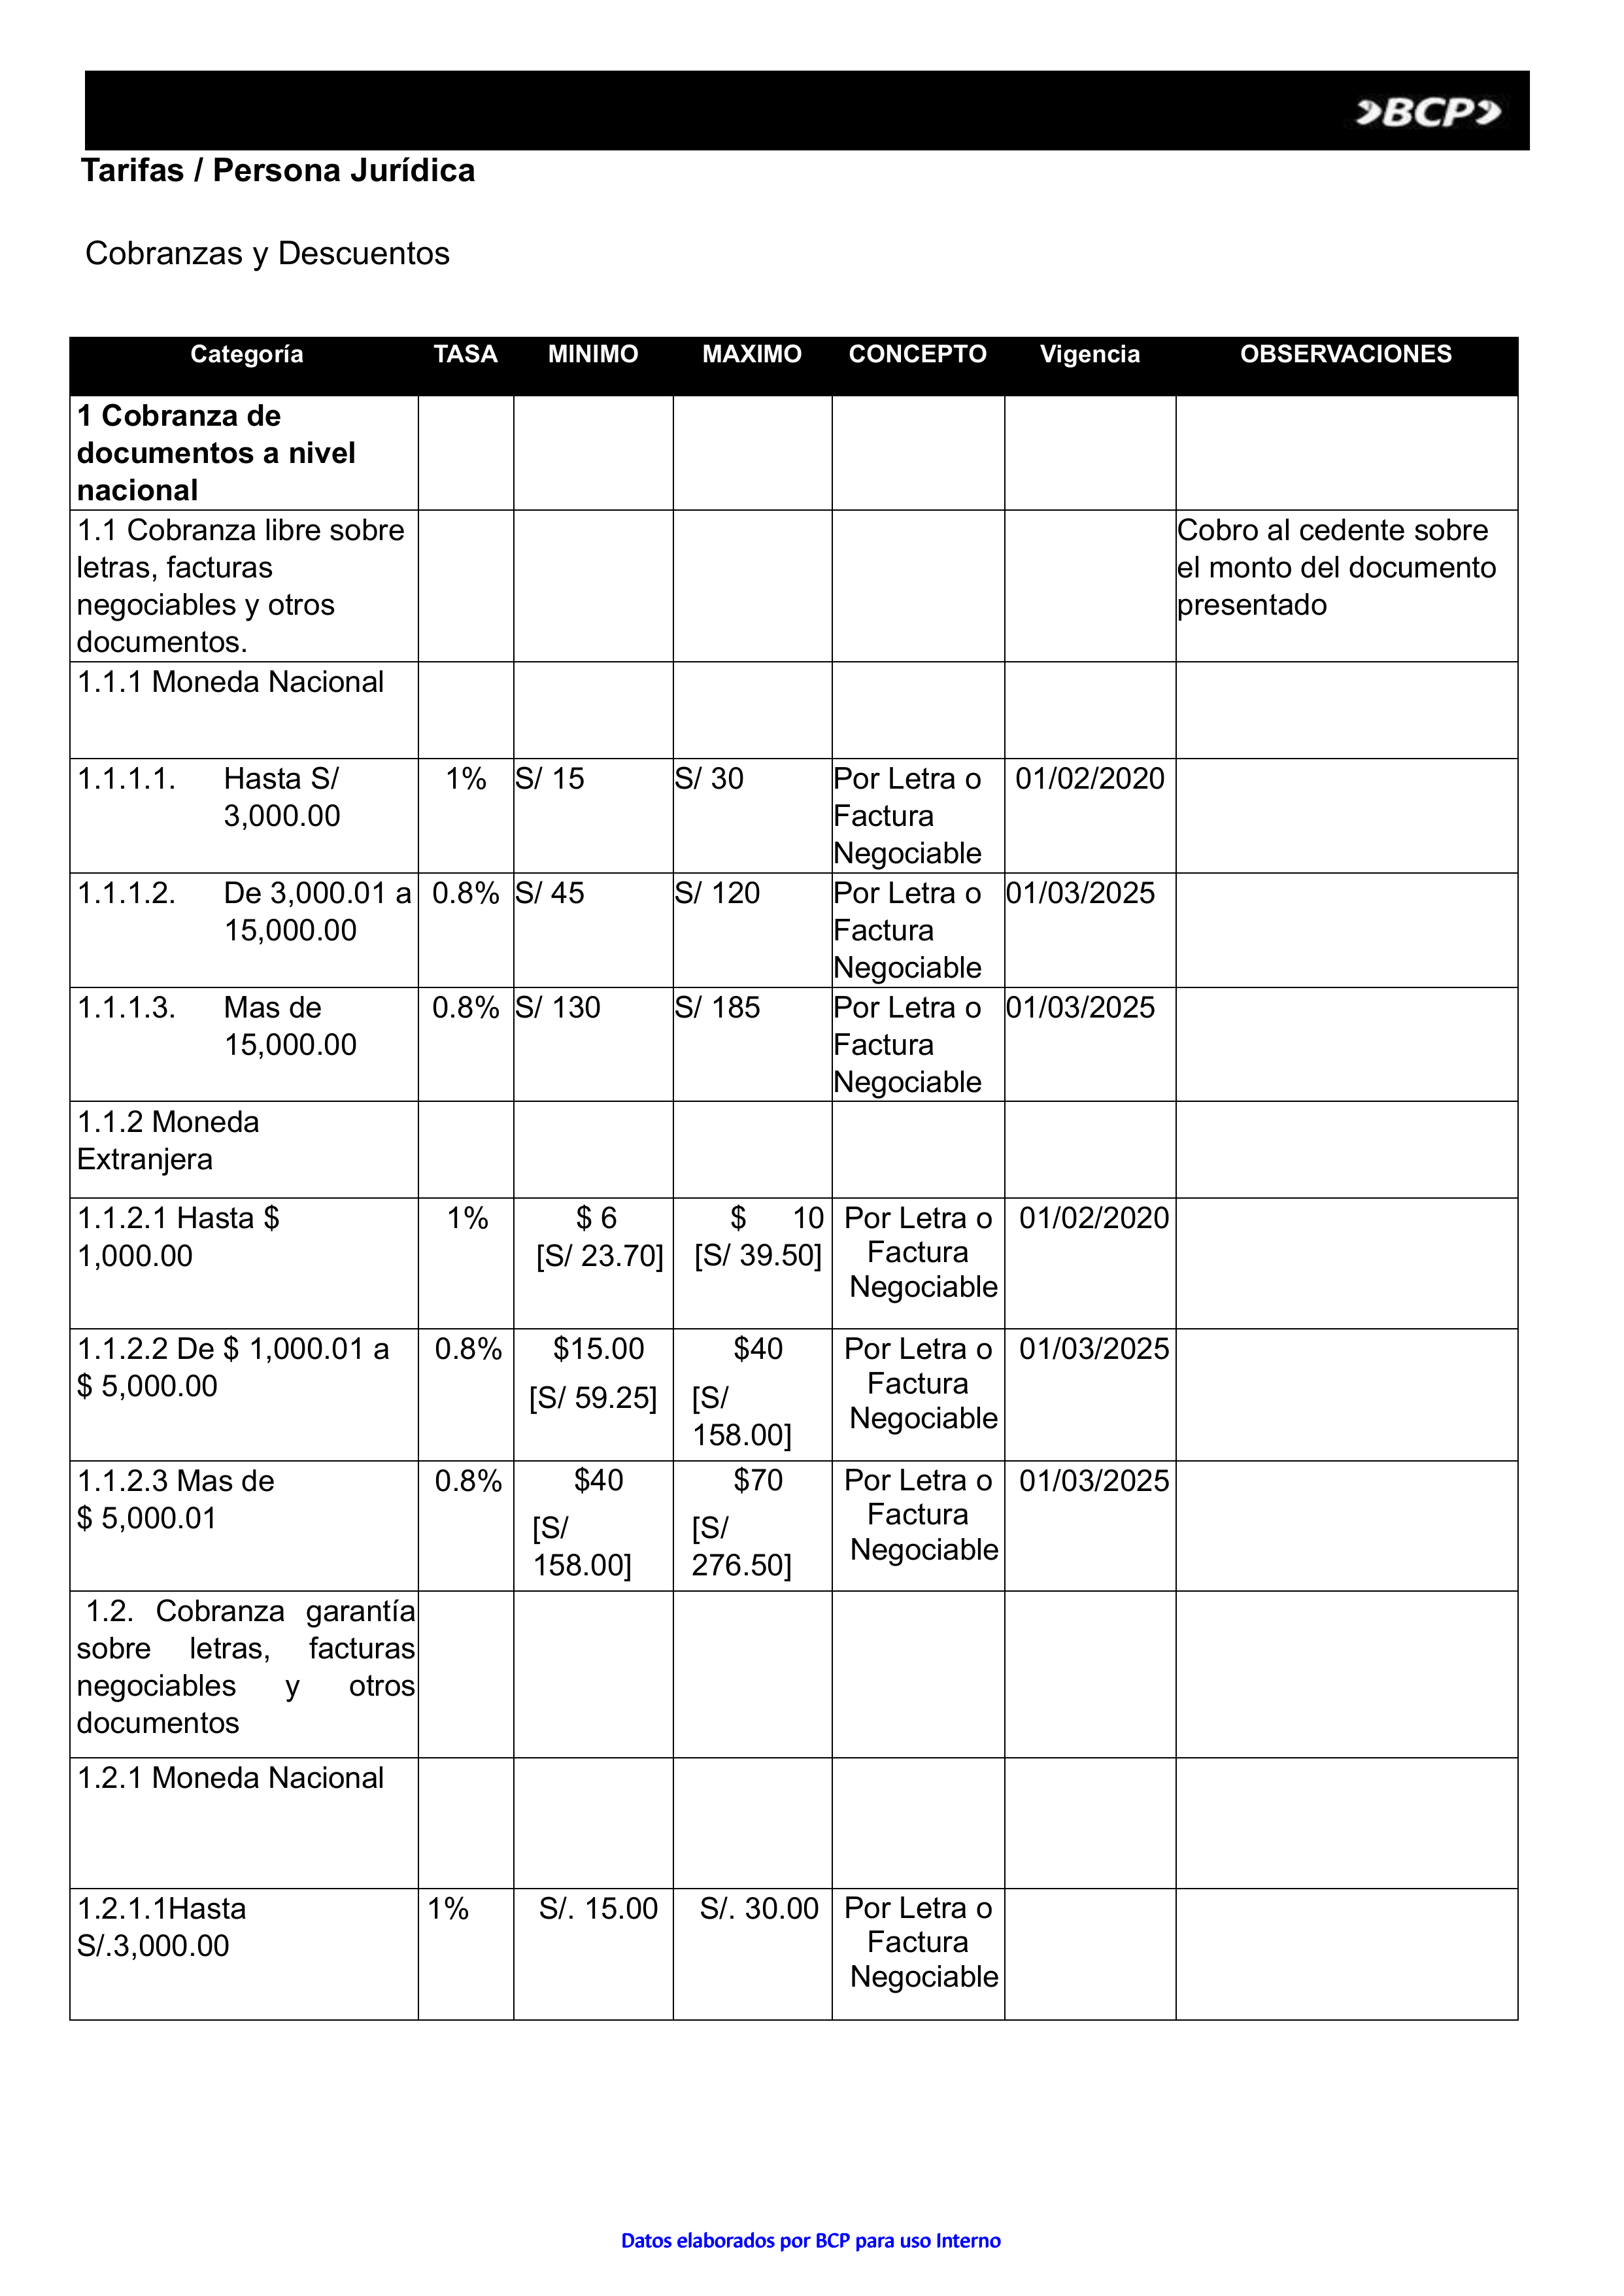 BCP
Tarifas / Persona Jurídica
Cobranzas y Descuentos
Categoría TASA MINIMO MAXIMO CONCEPTO Vigencia OBSERVACIONES
1 Cobranza de
documentos a nivel
nacional
1.1 Cobranza libre sobre
letras, facturas
negociables y otros
documentos.
Cobro al cedente sobre
el monto del documento
presentado
1.1.1 Moneda Nacional
1.1.1.1. Hasta S/
3,000.00
1%
S/ 15
S/ 30
Por Letra o
Factura
Negociable
01/02/2020
1.1.1.2. De 3,000.01 a
15,000.00
0.8%
S/ 45
S/ 120
Por Letra o
Factura
Negociable
01/03/2025
1.1.1.3. Mas de
15,000.00
0.8%
S/ 130
S/ 185
Por Letra o
Factura
Negociable
01/03/2025
1.1.2 Moneda
Extranjera
1.1.2.1 Hasta $
1,000.00
1%
$ 6
[S/ 23.70]
$ 10
[S/ 39.50]
Por Letra o
Factura
Negociable
01/02/2020
1.1.2.2 De $ 1,000.01 a
$ 5,000.00
0.8%
$15.00
[S/ 59.25]
$40
[S/
158.00]
Por Letra o
Factura
Negociable
01/03/2025
1.1.2.3 Mas de
$ 5,000.01
0.8%
$40
[S/
158.00]
$70
[S/
276.50]
Por Letra o
Factura
Negociable
01/03/2025
1.2. Cobranza garantía
sobre letras, facturas
negociables y otros
documentos
1.2.1 Moneda Nacional
1.2.1.1Hasta
S/.3,000.00
1%
S/. 15.00
S/. 30.00
Por Letra o
Factura
Negociable
Datos elaborados por BCP para uso Interno